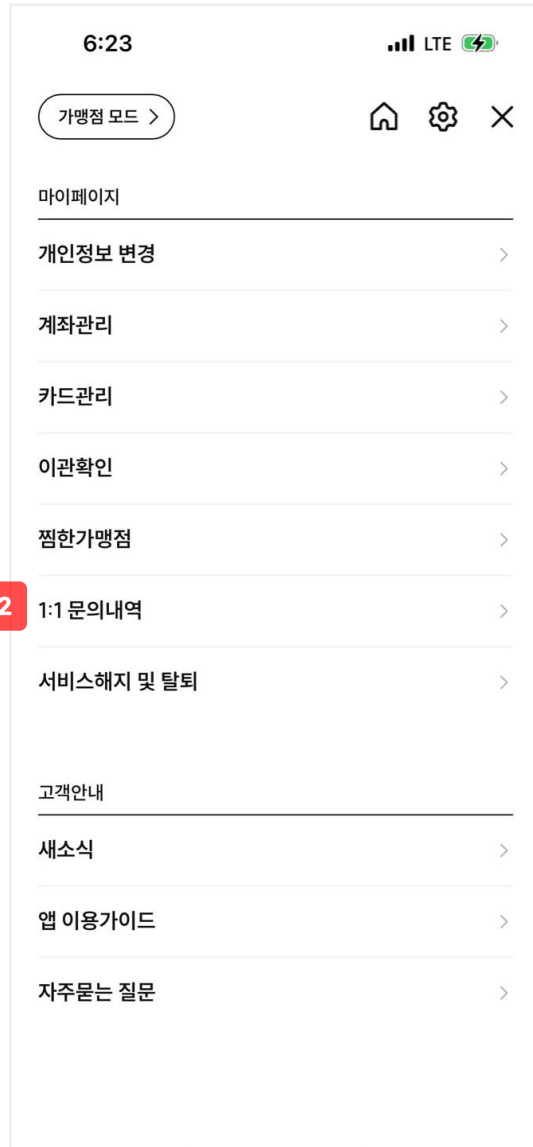 6:23 LTE
가맹점 모드
마이페이지
개인정보 변경
계좌관리
카드관리
이관확인
찜한가맹점
2 1:1 문의내역
서비스해지 및 탈퇴
고객안내
새소식
앱 이용가이드
자주묻는 질문